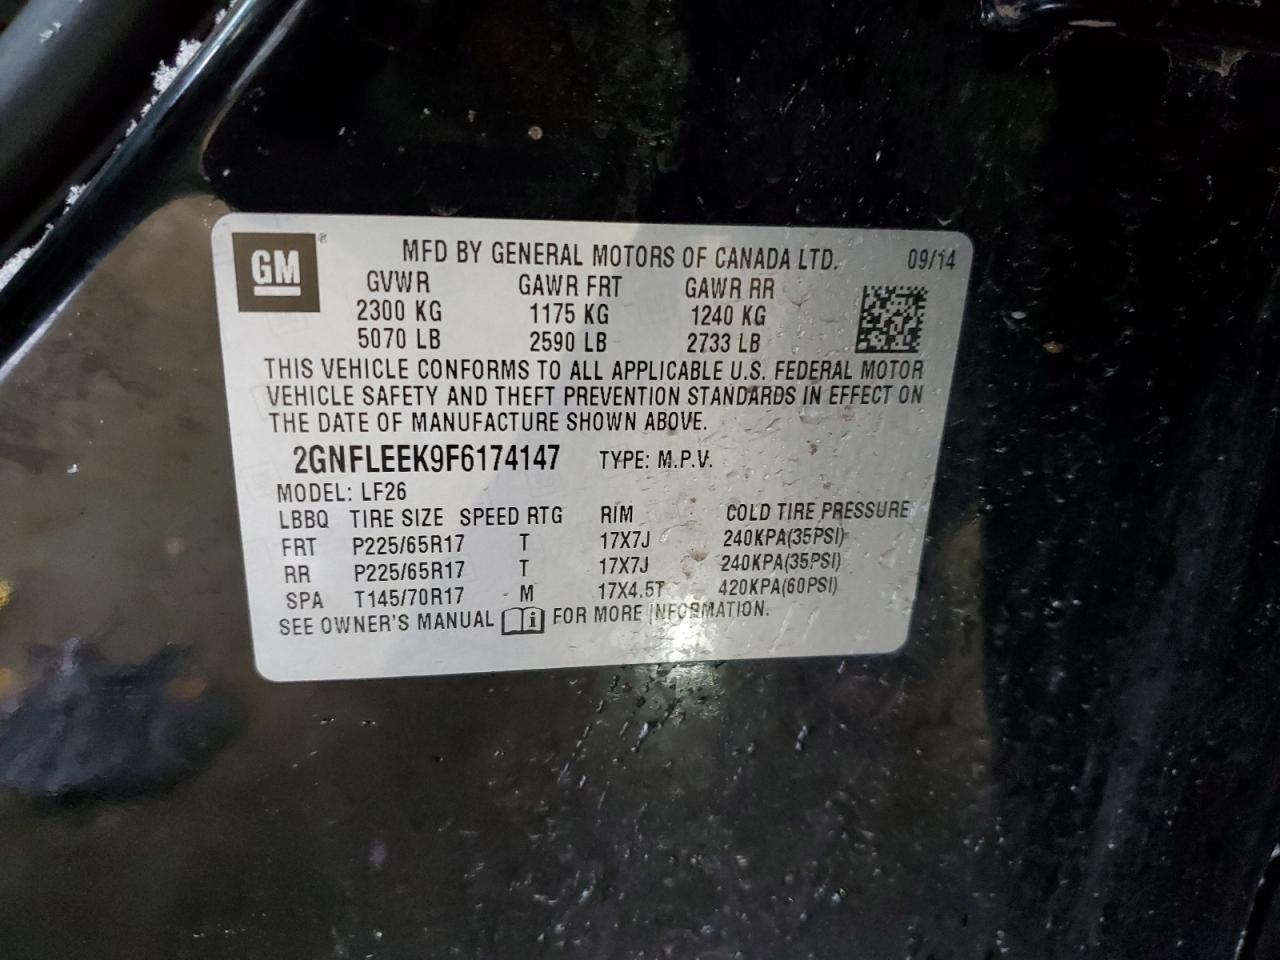 GM ®
MFD BY GENERAL MOTORS OF CANADA LTD. 09/14
GVWR GAWR FRT GAWR RR
2300 KG 1175 KG 1240 KG
5070 LB 2590 LB 2733 LB
THIS VEHICLE CONFORMS TO ALL APPLICABLE U.S. FEDERAL MOTOR
VEHICLE SAFETY AND THEFT PREVENTION STANDARDS IN EFFECT ON
THE DATE OF MANUFACTURE SHOWN ABOVE.
2GNFLEEK9F6174147 TYPE: M.P.V.
MODEL: LF26
LBBQ TIRE SIZE SPEED RTG RIM COLD TIRE PRESSURE
FRT P225/65R17 T 17X7J 240KPA(35PSI)
RR P225/65R17 T 17X7J 240KPA(35PSI)
SPA T145/70R17 M 17X4.5T 420KPA(60PSI)
SEE OWNER'S MANUAL i FOR MORE INFORMATION.